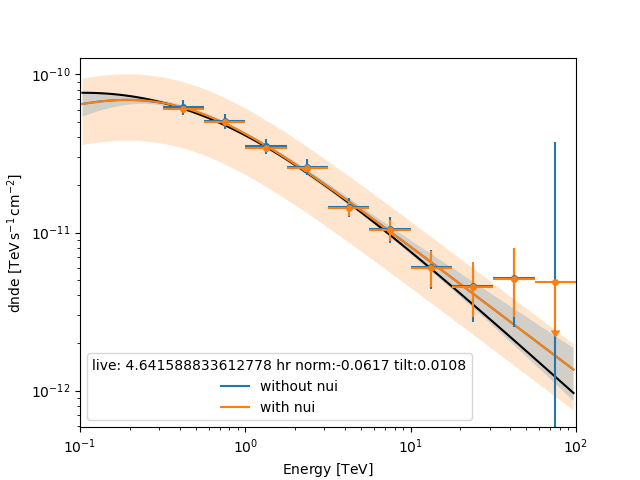 10⁻¹⁰
10⁻¹¹
10⁻¹²
dnde [TeV s⁻¹ cm⁻²]
live: 4.641588833612778 hr norm:-0.0617 tilt:0.0108
without nui
with nui
10⁻¹ 10⁰ 10¹ 10²
Energy [TeV]